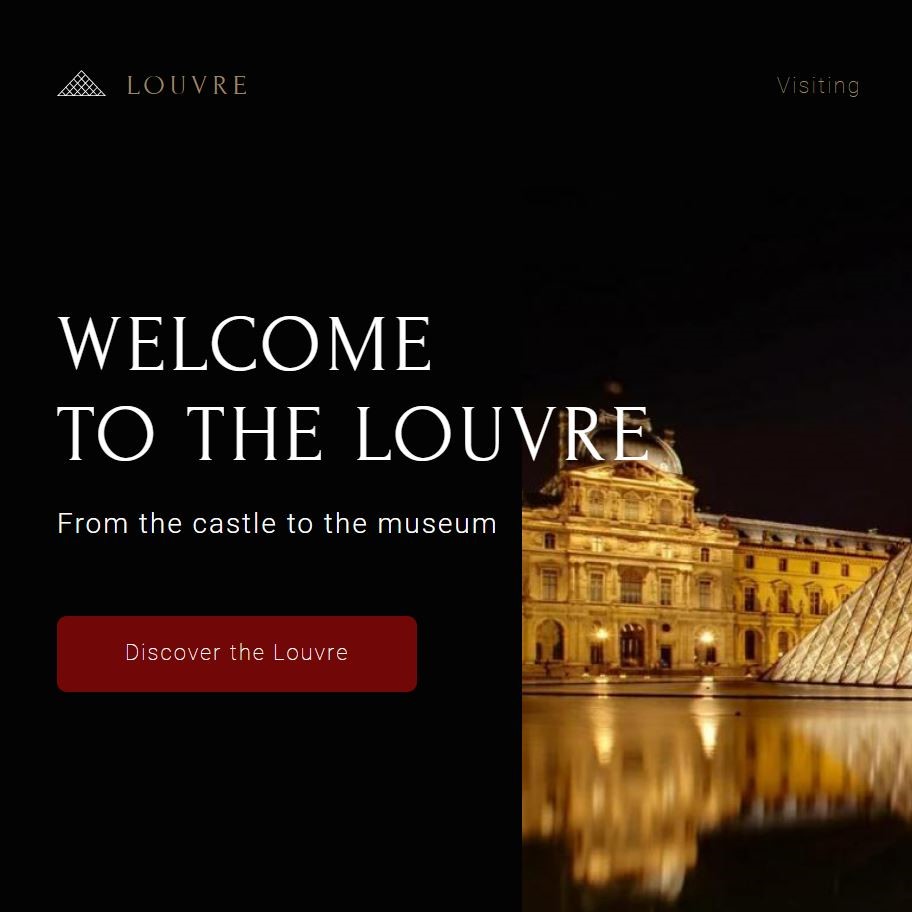 LOUVRE
Visiting
WELCOME
TO THE LOUVRE
From the castle to the museum
Discover the Louvre